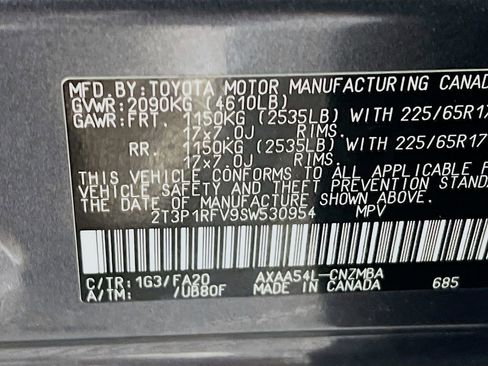 MFD.BY:TOYOTA MOTOR MANUFACTURING CANAD
GVWR:2090KG (4610LB)
GAWR:FRT. 1150KG (2535LB) WITH 225/65R17
17x7.0J RIMS.
RR. 1150KG (2535LB) WITH 225/65R17
17x7.0J RIMS.
THIS VEHICLE CONFORMS TO ALL APPLICABLE
VEHICLE SAFETY AND THEFT PREVENTION STANDA
THE DATE OF MANUFACTURE SHOWN ABOVE.
2T3P1RFV9SW530954 MPV
C/TR:1G3/FA20 AXAA54L-CNZMBA
A/TM: /UB80F MADE IN CANADA 685